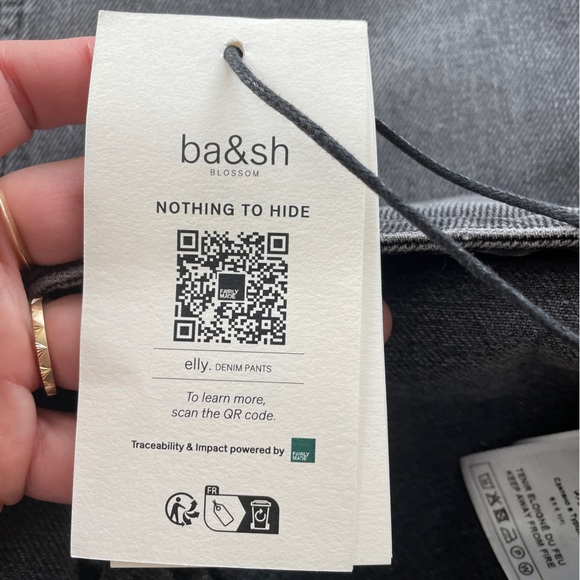 ba&sh
BLOSSOM
NOTHING TO HIDE
FAIRLY
MADE
elly. DENIM PANTS
To learn more,
scan the QR code.
Traceability & Impact powered by
FAIRLY
MADE
FR
TENIR ELOIGNE DU FEU
KEEP AWAY FROM FIRE